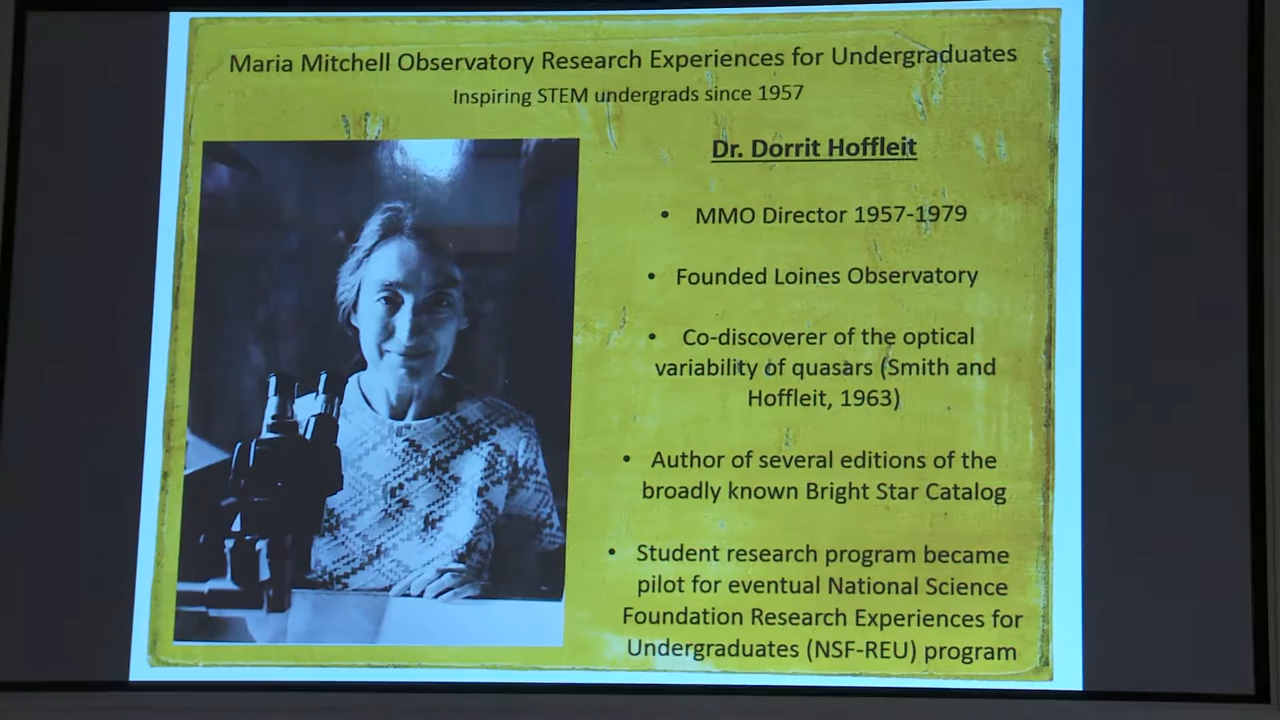 Maria Mitchell Observatory Research Experiences for Undergraduates
Inspiring STEM undergrads since 1957
Dr. Dorrit Hoffleit
• MMO Director 1957-1979
• Founded Loines Observatory
• Co-discoverer of the optical
variability of quasars (Smith and
Hoffleit, 1963)
• Author of several editions of the
broadly known Bright Star Catalog
• Student research program became
pilot for eventual National Science
Foundation Research Experiences for
Undergraduates (NSF-REU) program